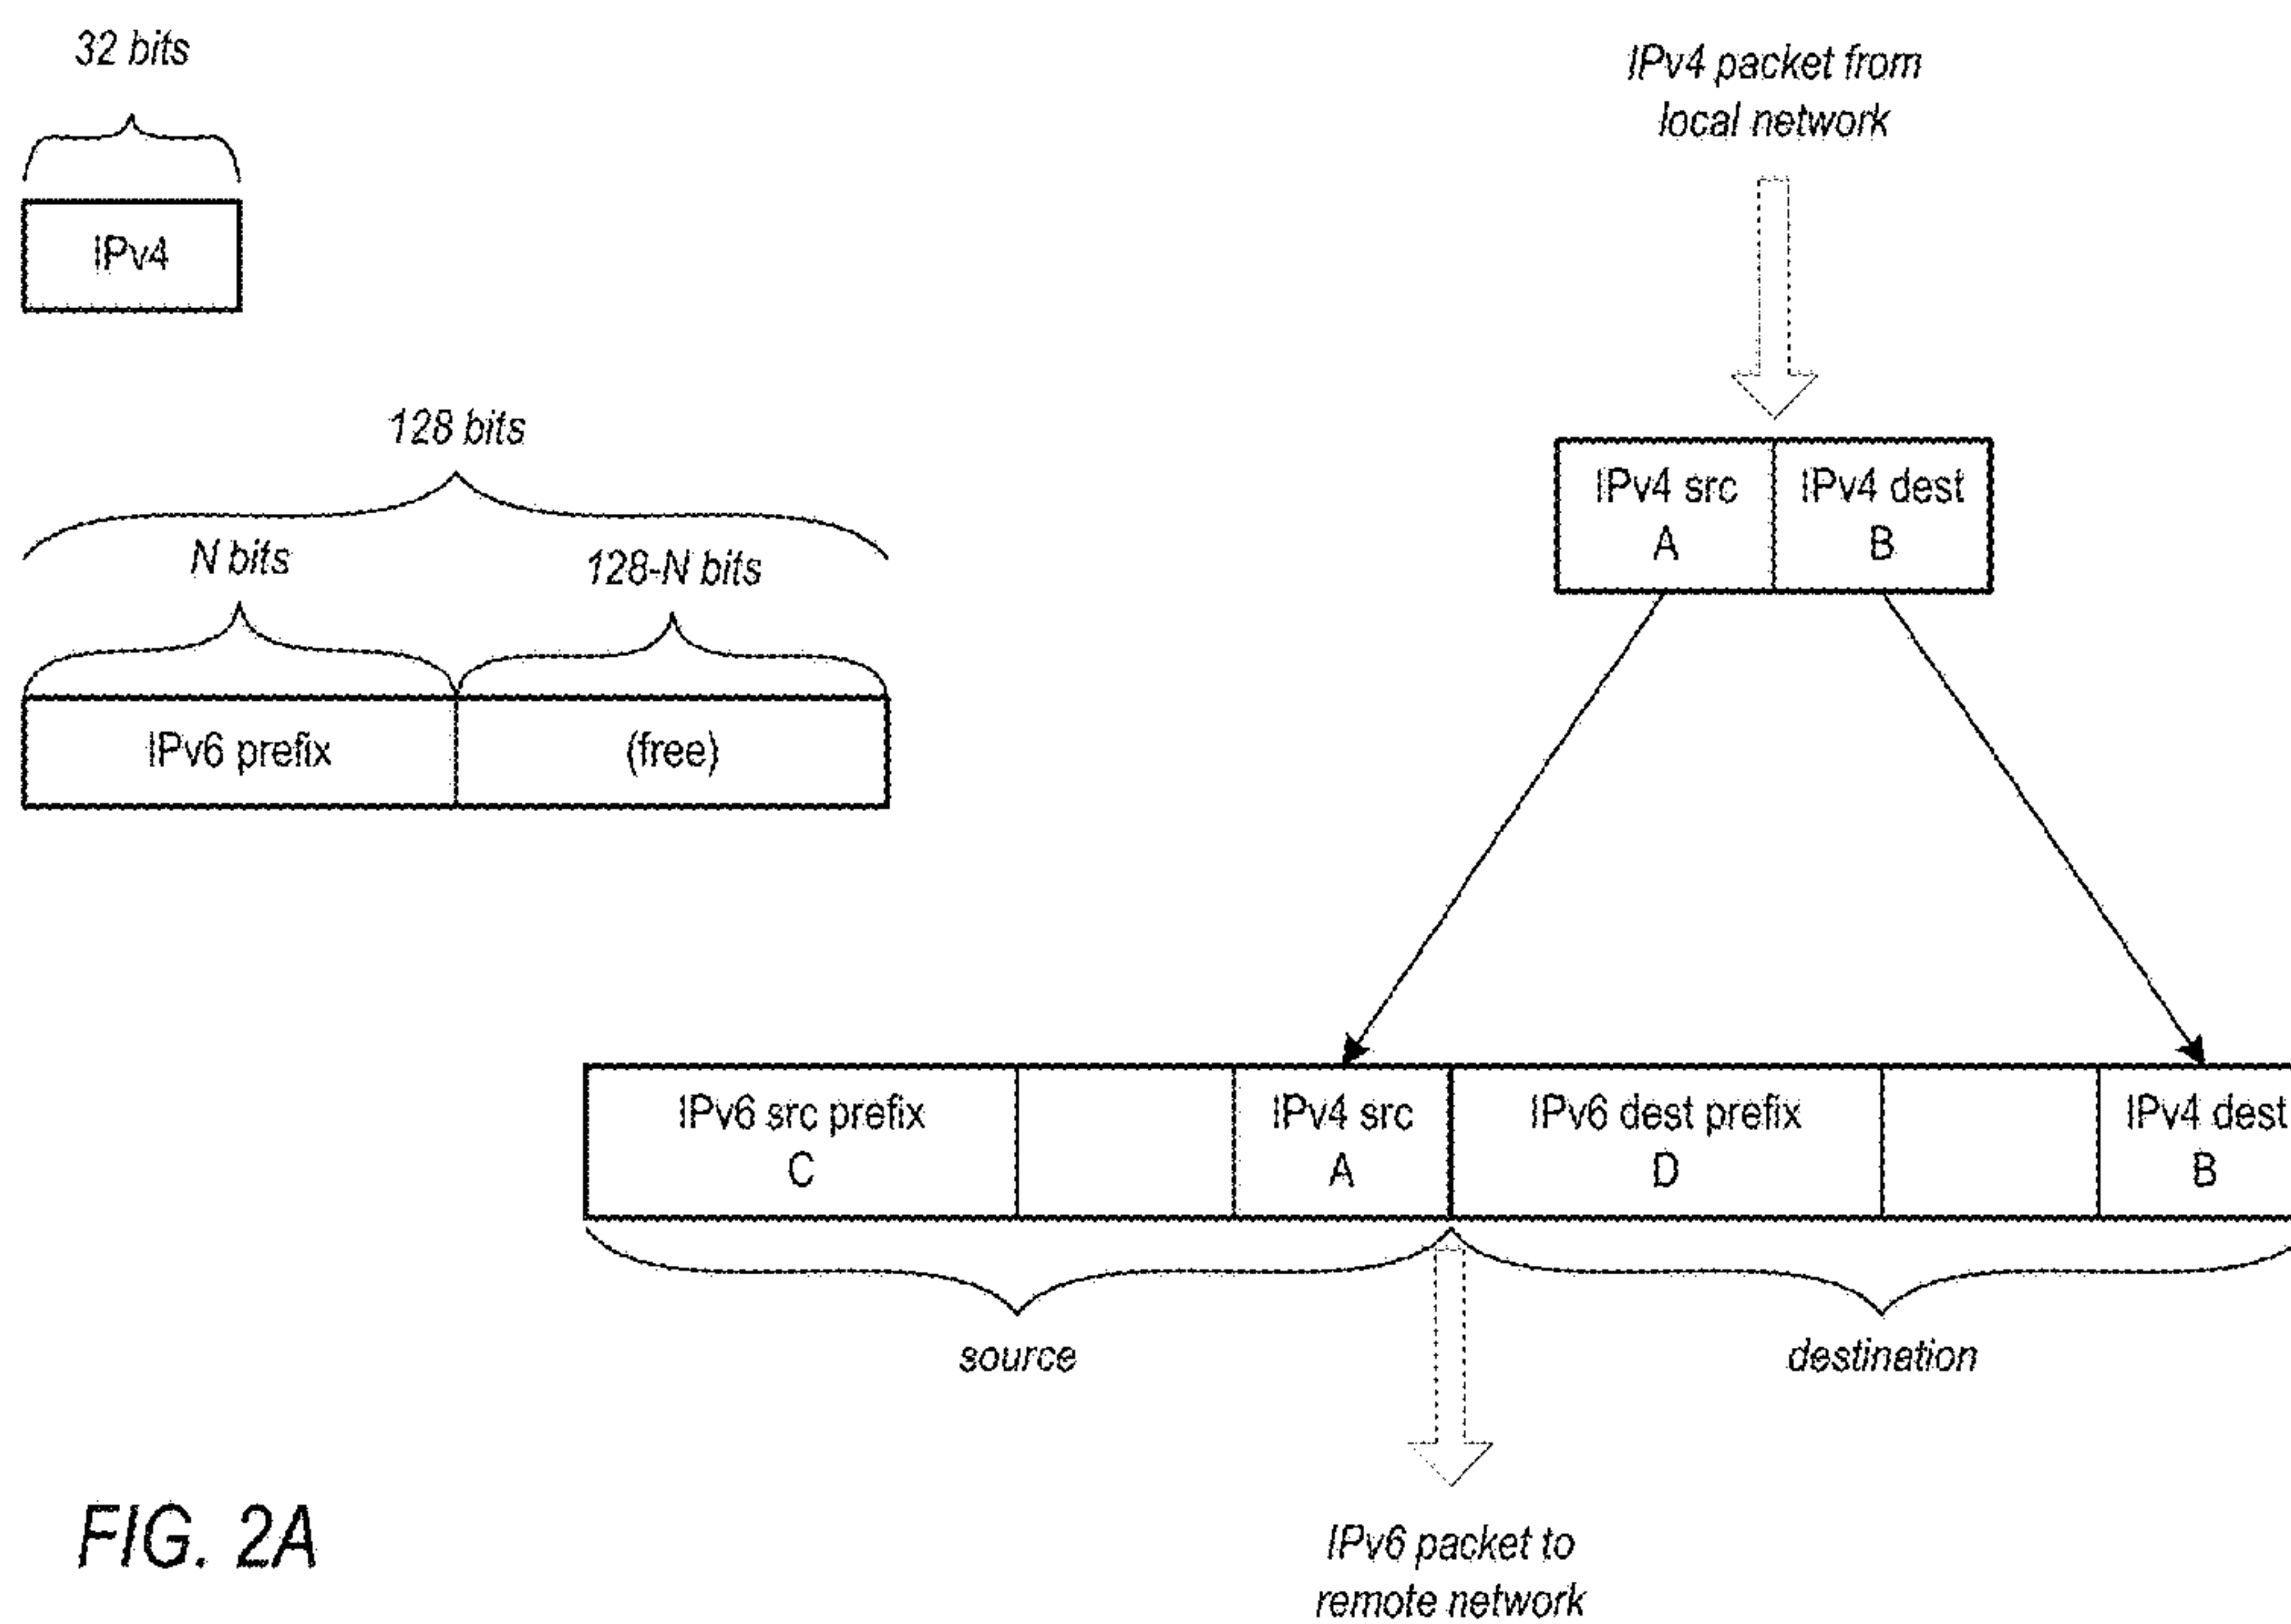 32 bits
IPv4
128 bits
N bits
128-N bits
IPv6 prefix
(free)
IPv4 packet from
local network
IPv4 src
A
IPv4 dest
B
IPv6 src prefix
C
IPv4 src
A
IPv6 dest prefix
D
IPv4 dest
B
source
destination
IPv6 packet to
remote network
FIG. 2A